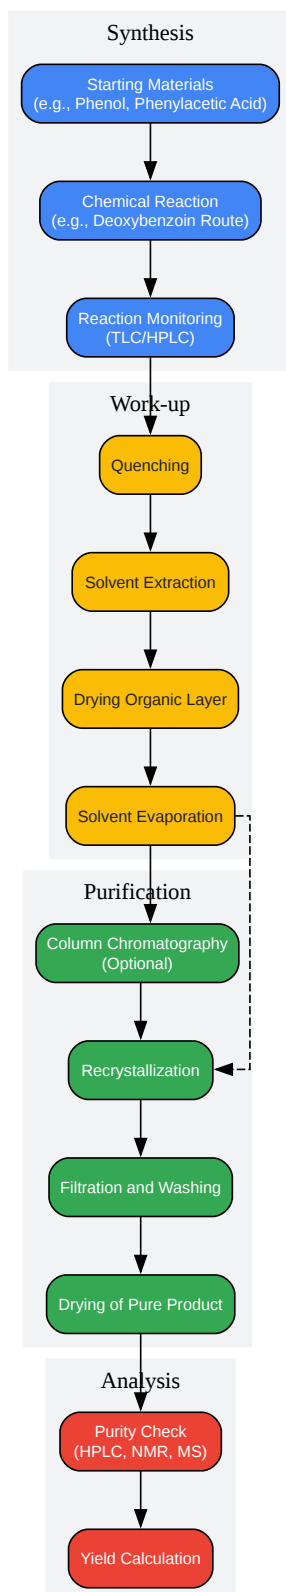 Synthesis
Starting Materials
(e.g., Phenol, Phenylacetic Acid)
Chemical Reaction
(e.g., Deoxybenzoin Route)
Reaction Monitoring
(TLC/HPLC)
Work-up
Quenching
Solvent Extraction
Drying Organic Layer
Solvent Evaporation
Purification
Column Chromatography
(Optional)
Recrystallization
Filtration and Washing
Drying of Pure Product
Analysis
Purity Check
(HPLC, NMR, MS)
Yield Calculation